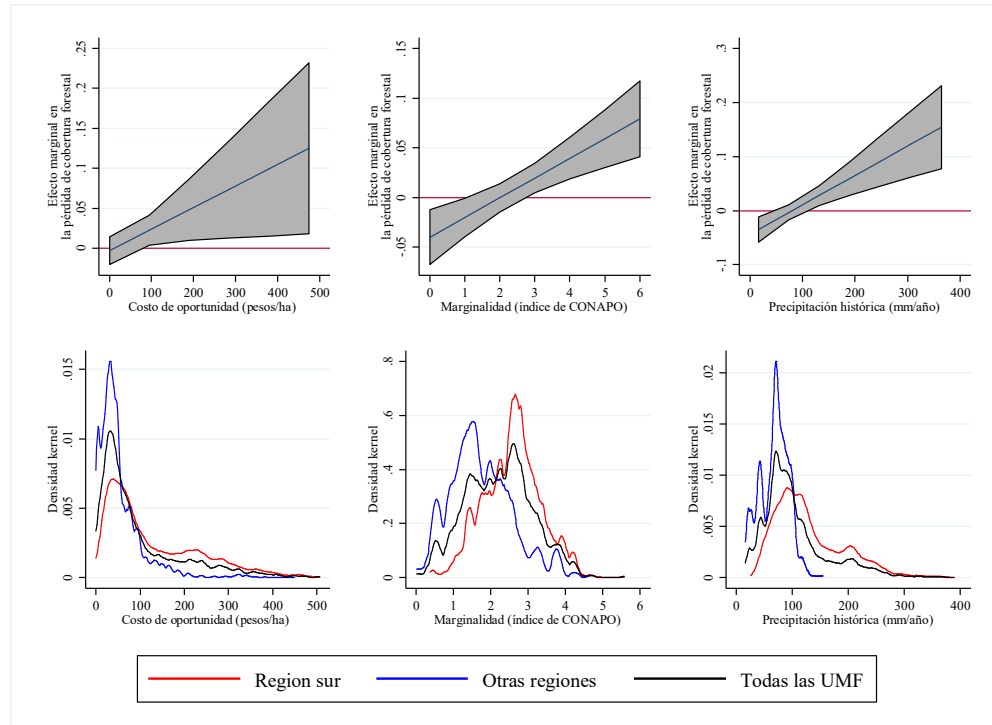 Efecto marginal en
la pérdida de cobertura forestal
.25
.2
.15
.1
.05
0
0 100 200 300 400 500
Costo de oportunidad (pesos/ha)
Efecto marginal en
la pérdida de cobertura forestal
.15
.1
.05
0
-.05
0 1 2 3 4 5 6
Marginalidad (índice de CONAPO)
Efecto marginal en
la pérdida de cobertura forestal
.3
.2
.1
0
-.1
0 100 200 300 400
Precipitación histórica (mm/año)
Densidad kernel
.015
.01
.005
0
0 100 200 300 400 500
Costo de oportunidad (pesos/ha)
Densidad kernel
.8
.6
.4
.2
0
0 1 2 3 4 5 6
Marginalidad (índice de CONAPO)
Densidad kernel
.02
.015
.01
.005
0
0 100 200 300 400
Precipitación histórica (mm/año)
Region sur Otras regiones Todas las UMF